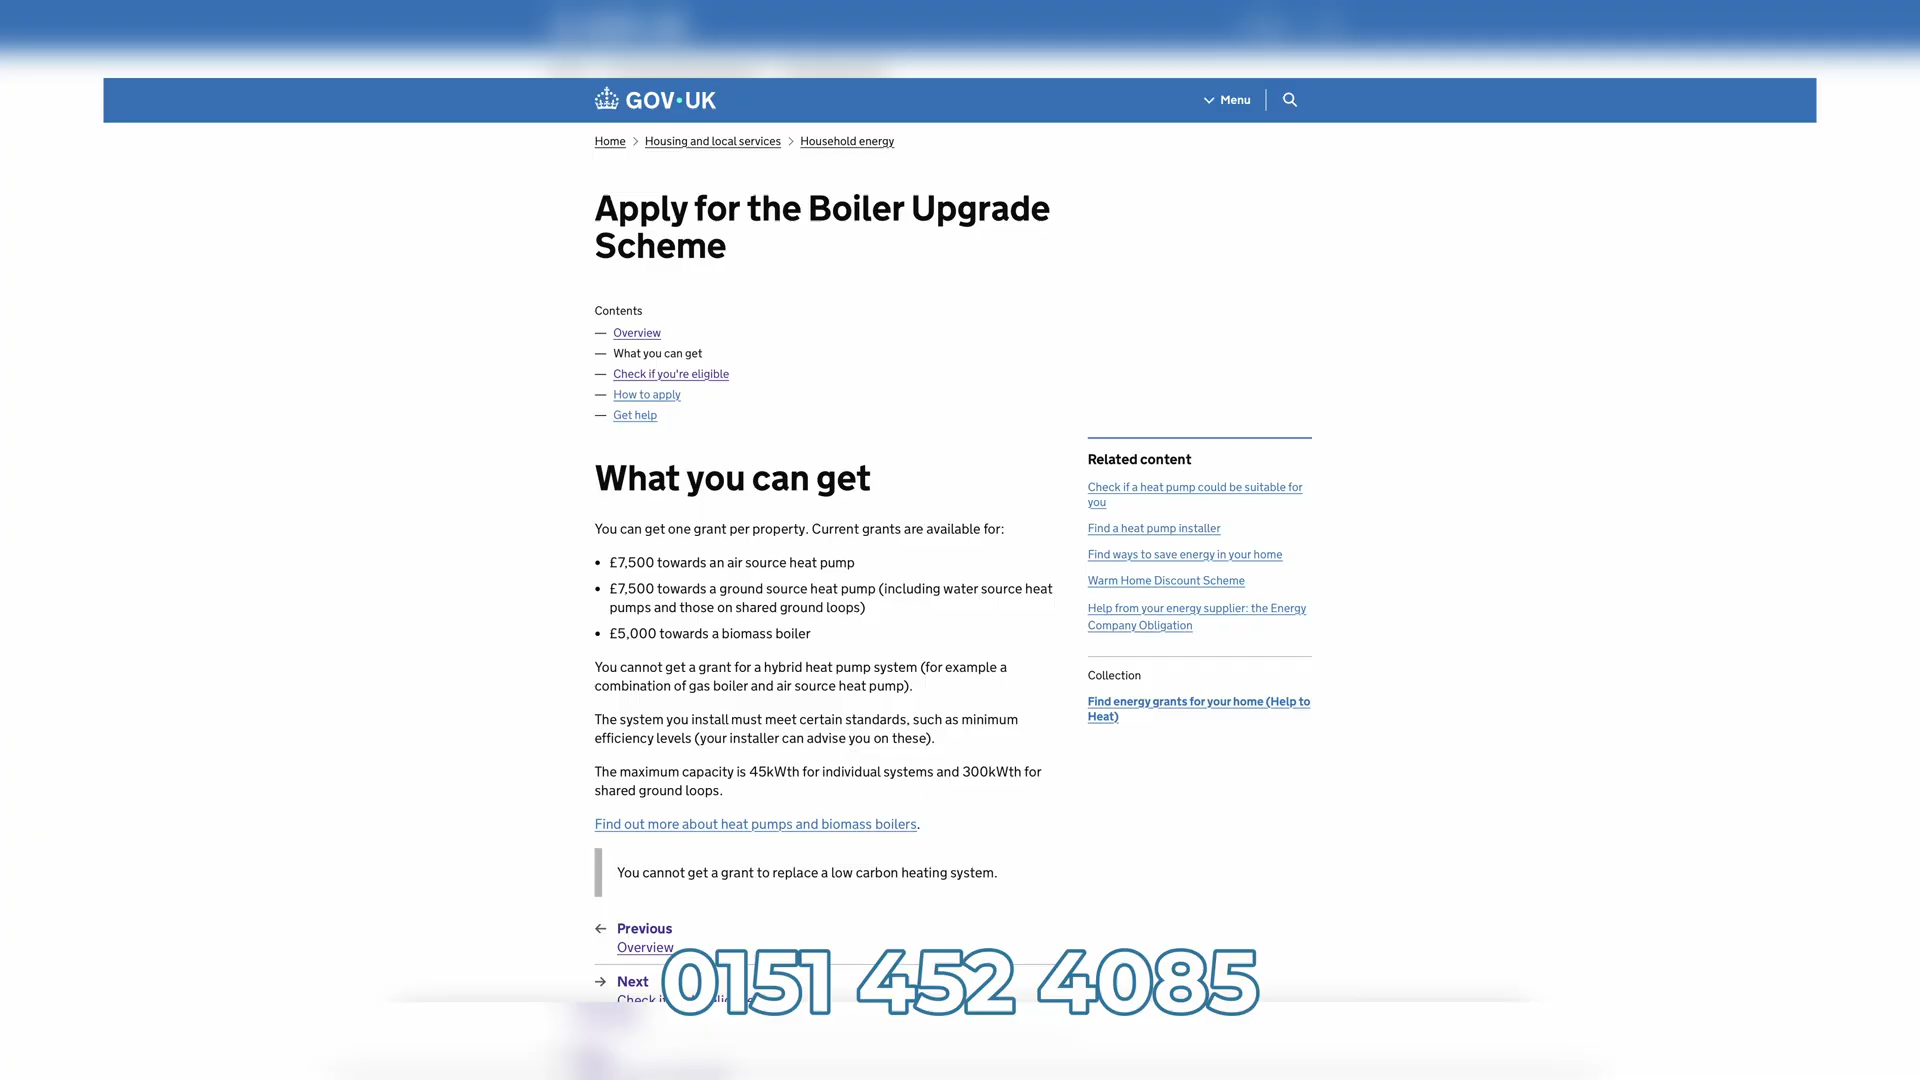 GOV•UK
Menu
Home > Housing and local services > Household energy
Apply for the Boiler Upgrade
Scheme
Contents
— Overview
— What you can get
— Check if you're eligible
— How to apply
— Get help
What you can get
You can get one grant per property. Current grants are available for:
• £7,500 towards an air source heat pump
• £7,500 towards a ground source heat pump (including water source heat
pumps and those on shared ground loops)
• £5,000 towards a biomass boiler
You cannot get a grant for a hybrid heat pump system (for example a
combination of gas boiler and air source heat pump).
The system you install must meet certain standards, such as minimum
efficiency levels (your installer can advise you on these).
The maximum capacity is 45kWth for individual systems and 300kWth for
shared ground loops.
Find out more about heat pumps and biomass boilers.
You cannot get a grant to replace a low carbon heating system.
← Previous
Overview
→ Next
Check
Related content
Check if a heat pump could be suitable for
you
Find a heat pump installer
Find ways to save energy in your home
Warm Home Discount Scheme
Help from your energy supplier: the Energy
Company Obligation
Collection
Find energy grants for your home (Help to
Heat)
0151 452 4085